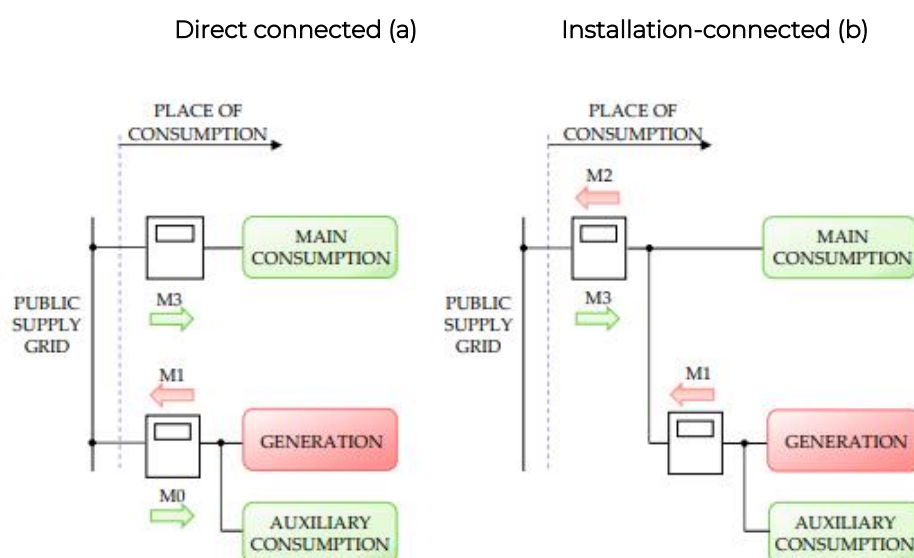 Direct connected (a)
Installation-connected (b)
PLACE OF
CONSUMPTION
M3
MAIN
CONSUMPTION
PUBLIC
SUPPLY
GRID
M1
M0
GENERATION
AUXILIARY
CONSUMPTION
PLACE OF
CONSUMPTION
M2
M3
MAIN
CONSUMPTION
PUBLIC
SUPPLY
GRID
M1
GENERATION
AUXILIARY
CONSUMPTION